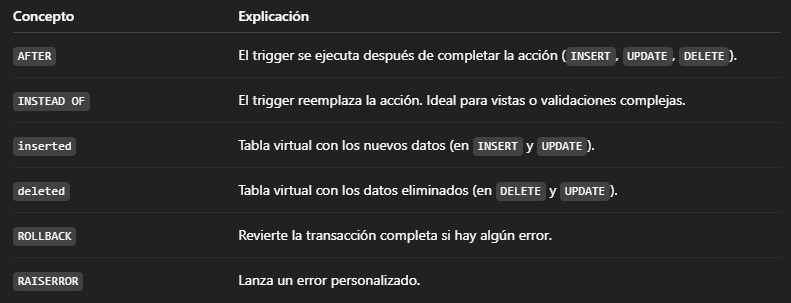 Concepto Explicación
AFTER El trigger se ejecuta después de completar la acción (INSERT, UPDATE, DELETE).
INSTEAD OF El trigger reemplaza la acción. Ideal para vistas o validaciones complejas.
inserted Tabla virtual con los nuevos datos (en INSERT y UPDATE).
deleted Tabla virtual con los datos eliminados (en DELETE y UPDATE).
ROLLBACK Revierte la transacción completa si hay algún error.
RAISERROR Lanza un error personalizado.